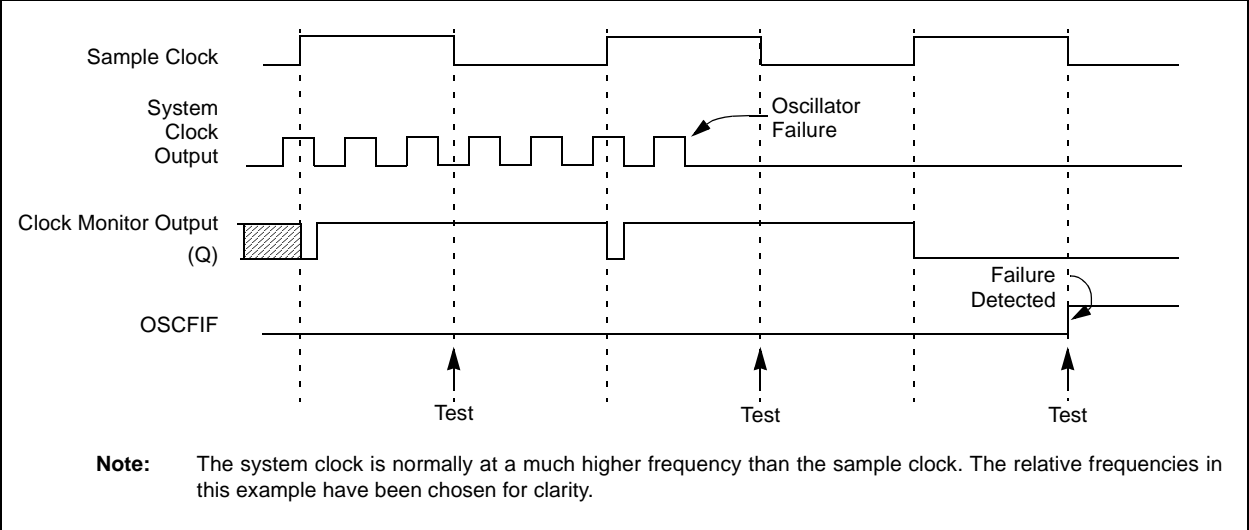 Sample Clock
System
Clock
Output
Oscillator
Failure
Clock Monitor Output
(Q)
Failure
Detected
OSCFIF
Test
Test
Test
Note: The system clock is normally at a much higher frequency than the sample clock. The relative frequencies in
this example have been chosen for clarity.